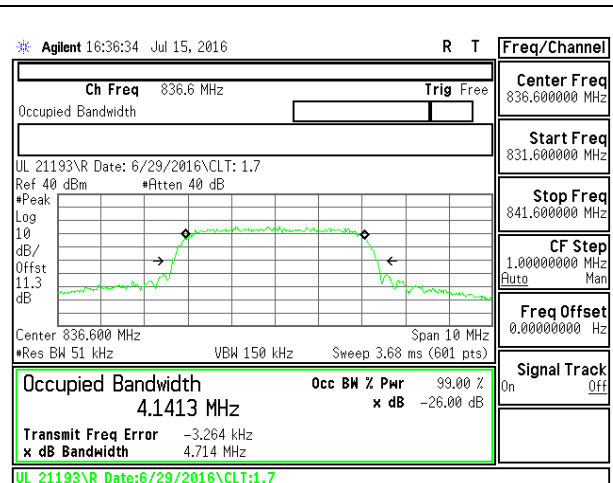 Agilent 16:36:34 Jul 15, 2016 R T Freq/Channel
Ch Freq 836.6 MHz Trig Free
Occupied Bandwidth
Center Freq
836.600000 MHz
Start Freq
831.600000 MHz
UL 21193\R Date: 6/29/2016\CLT: 1.7
Ref 40 dBm #Atten 40 dB
#Peak
Log
10
dB/
Offst
11.3
dB
Stop Freq
841.600000 MHz
CF Step
1.00000000 MHz
Auto Man
Freq Offset
0.00000000 Hz
Center 836.600 MHz Span 10 MHz
#Res BW 51 kHz VBW 150 kHz Sweep 3.68 ms (601 pts)
Signal Track
On Off
Occupied Bandwidth Occ BW % Pwr 99.00 %
4.1413 MHz x dB -26.00 dB
Transmit Freq Error -3.264 kHz
x dB Bandwidth 4.714 MHz
UL 21193\R Date:6/29/2016\CLT:1.7